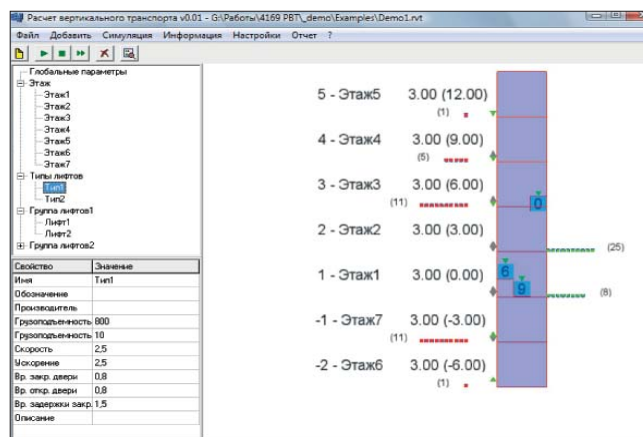 Расчет вертикального транспорта v0.01 - G:\Работы\4169 РВТ\_demo\Examples\Demo1.rvt
Файл Добавить Симуляция Информация Настройки Отчет ?
Глобальные параметры
Этаж
Этаж1
Этаж2
Этаж3
Этаж4
Этаж5
Этаж6
Этаж7
Типы лифтов
Тип1
Тип2
Группа лифтов1
Лифт1
Лифт2
Группа лифтов2
Свойство Значение
Имя Тип1
Обозначение
Производитель
Грузоподъемность 800
Грузоподъемность 10
Скорость 2,5
Ускорение 2,5
Вр. закр. двери 0,8
Вр. откр. двери 0,8
Вр. задержки закр. 1,5
Описание
5 - Этаж5 3.00 (12.00)
(1)
4 - Этаж4 3.00 (9.00)
(5)
3 - Этаж3 3.00 (6.00)
(11) 0
2 - Этаж2 3.00 (3.00)
(25)
1 - Этаж1 3.00 (0.00) 6
9 (8)
-1 - Этаж7 3.00 (-3.00)
(11)
-2 - Этаж6 3.00 (-6.00)
(1)